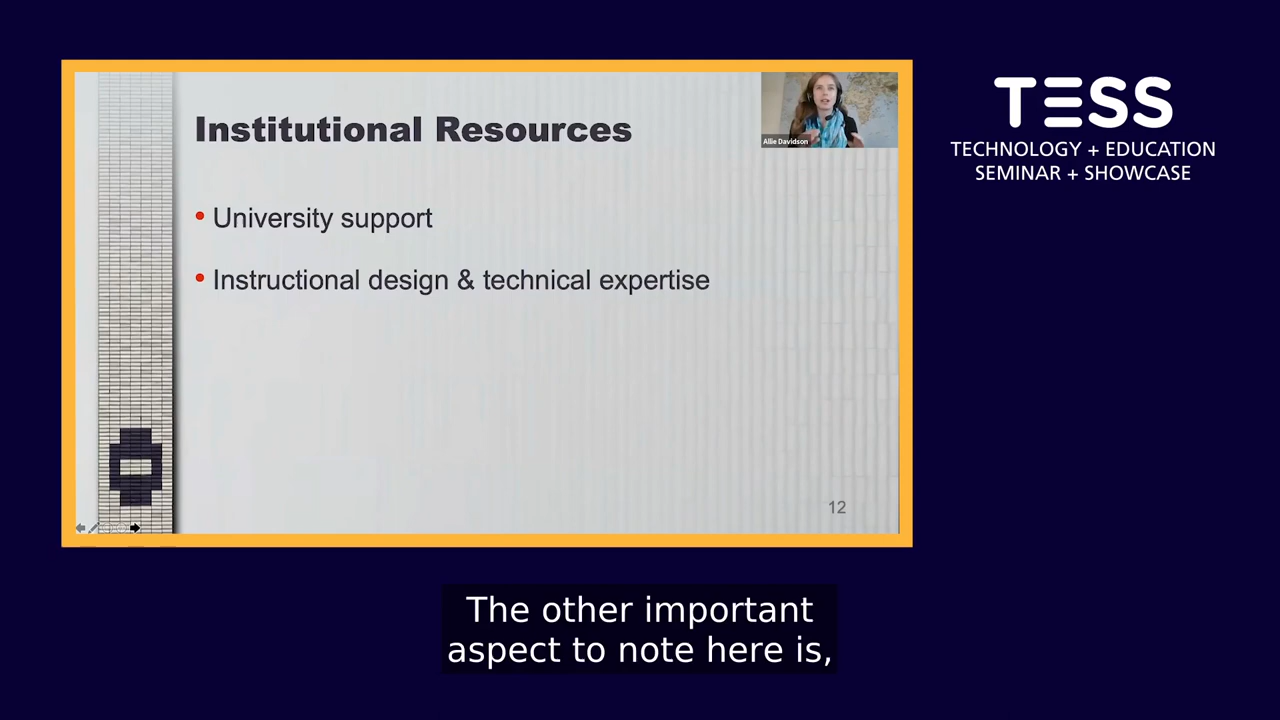 Institutional Resources
• University support
• Instructional design & technical expertise
12
Allie Davidson
TESS
TECHNOLOGY + EDUCATION
SEMINAR + SHOWCASE
The other important
aspect to note here is,